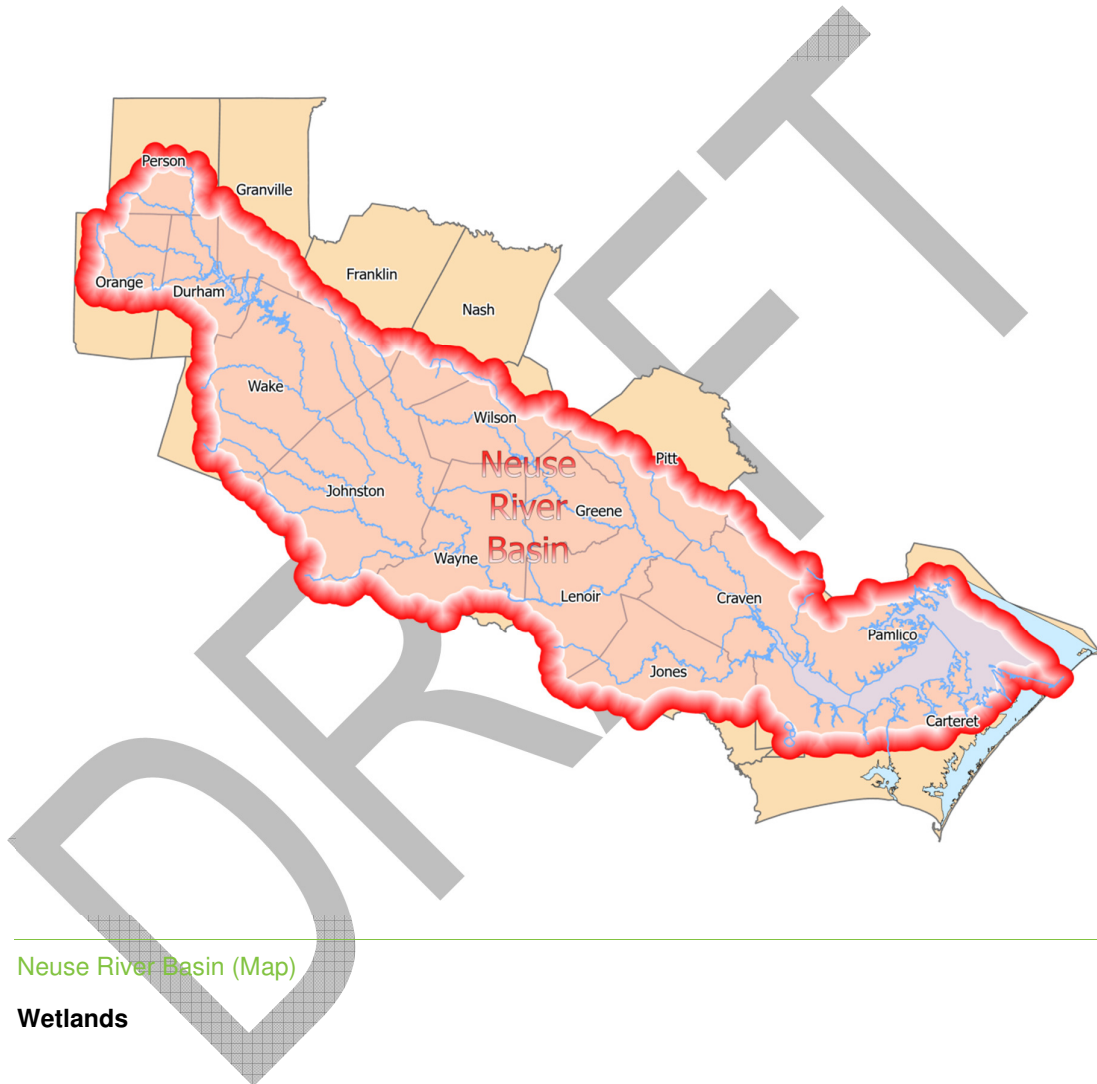 DRAFT
Person
Granville
Orange
Durham
Franklin
Nash
Wake
Wilson
Neuse
River
Basin
Pitt
Johnston
Greene
Wayne
Lenoir
Craven
Pamlico
Jones
Carteret
Neuse River Basin (Map)
Wetlands